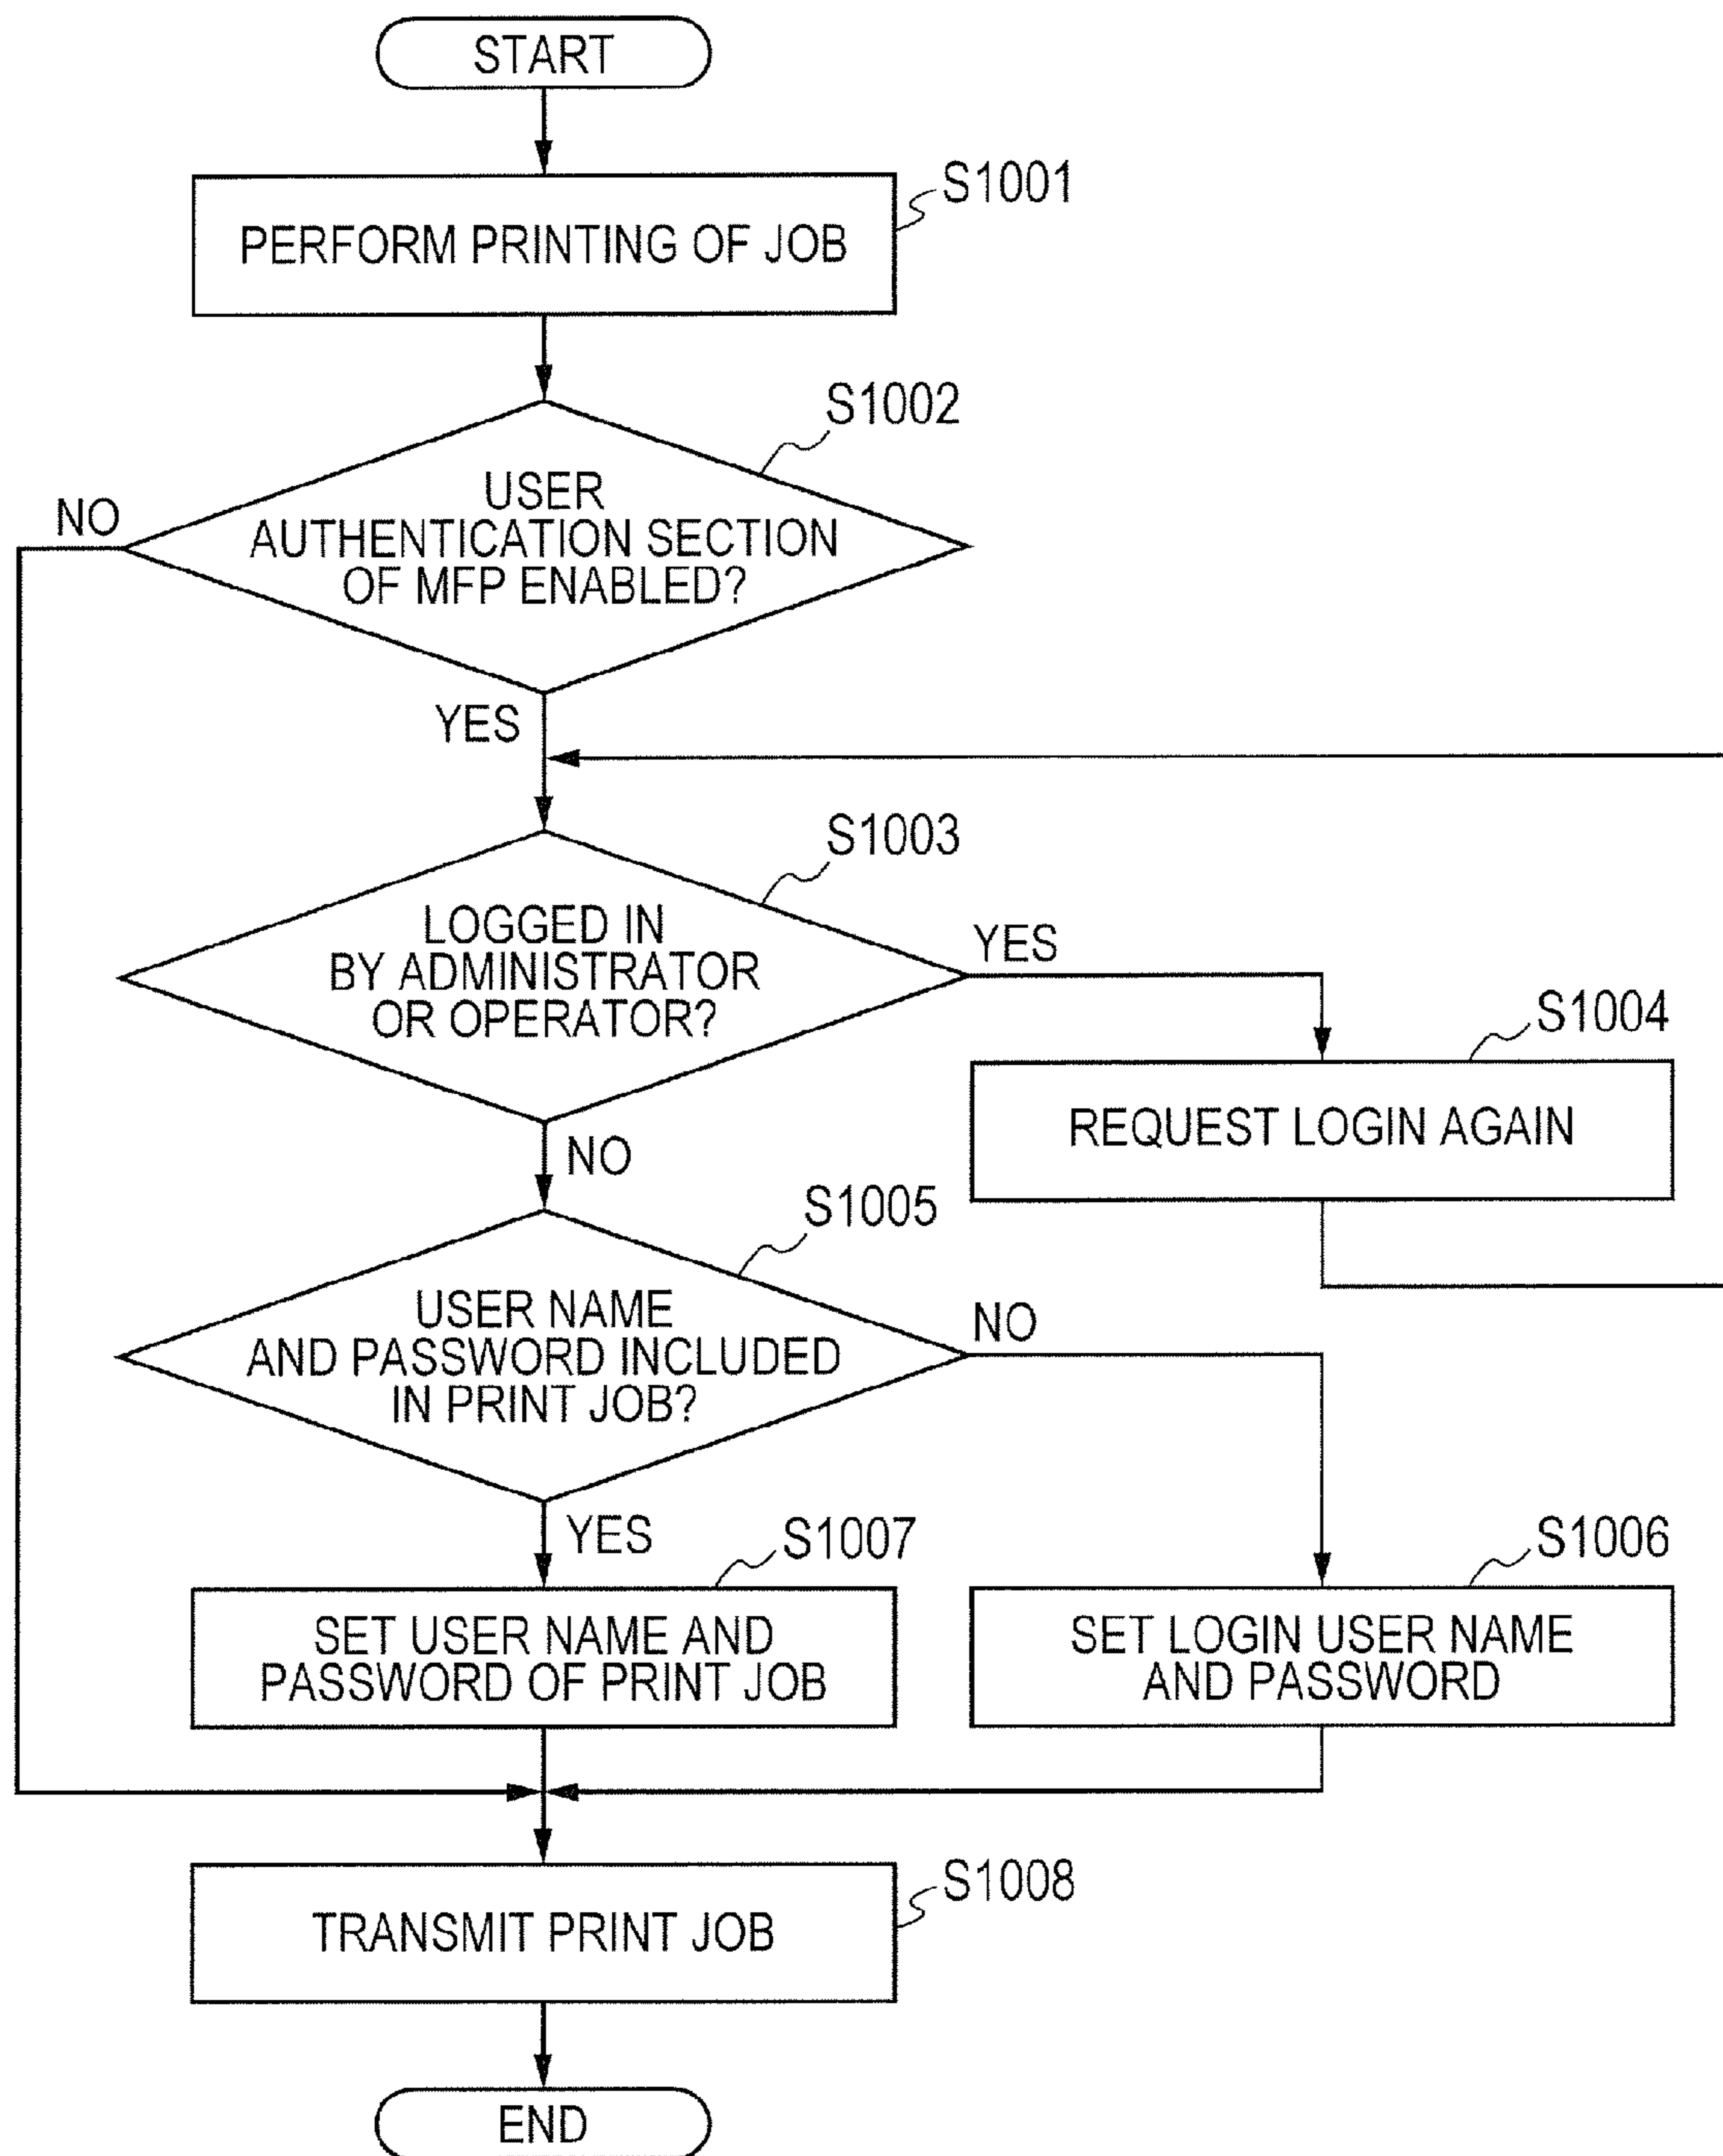 START
S1001
PERFORM PRINTING OF JOB
S1002
USER
AUTHENTICATION SECTION
OF MFP ENABLED?
NO
YES
S1003
LOGGED IN
BY ADMINISTRATOR
OR OPERATOR?
YES
S1004
REQUEST LOGIN AGAIN
NO
S1005
USER NAME
AND PASSWORD INCLUDED
IN PRINT JOB?
NO
YES
S1007
SET USER NAME AND
PASSWORD OF PRINT JOB
S1006
SET LOGIN USER NAME
AND PASSWORD
S1008
TRANSMIT PRINT JOB
END